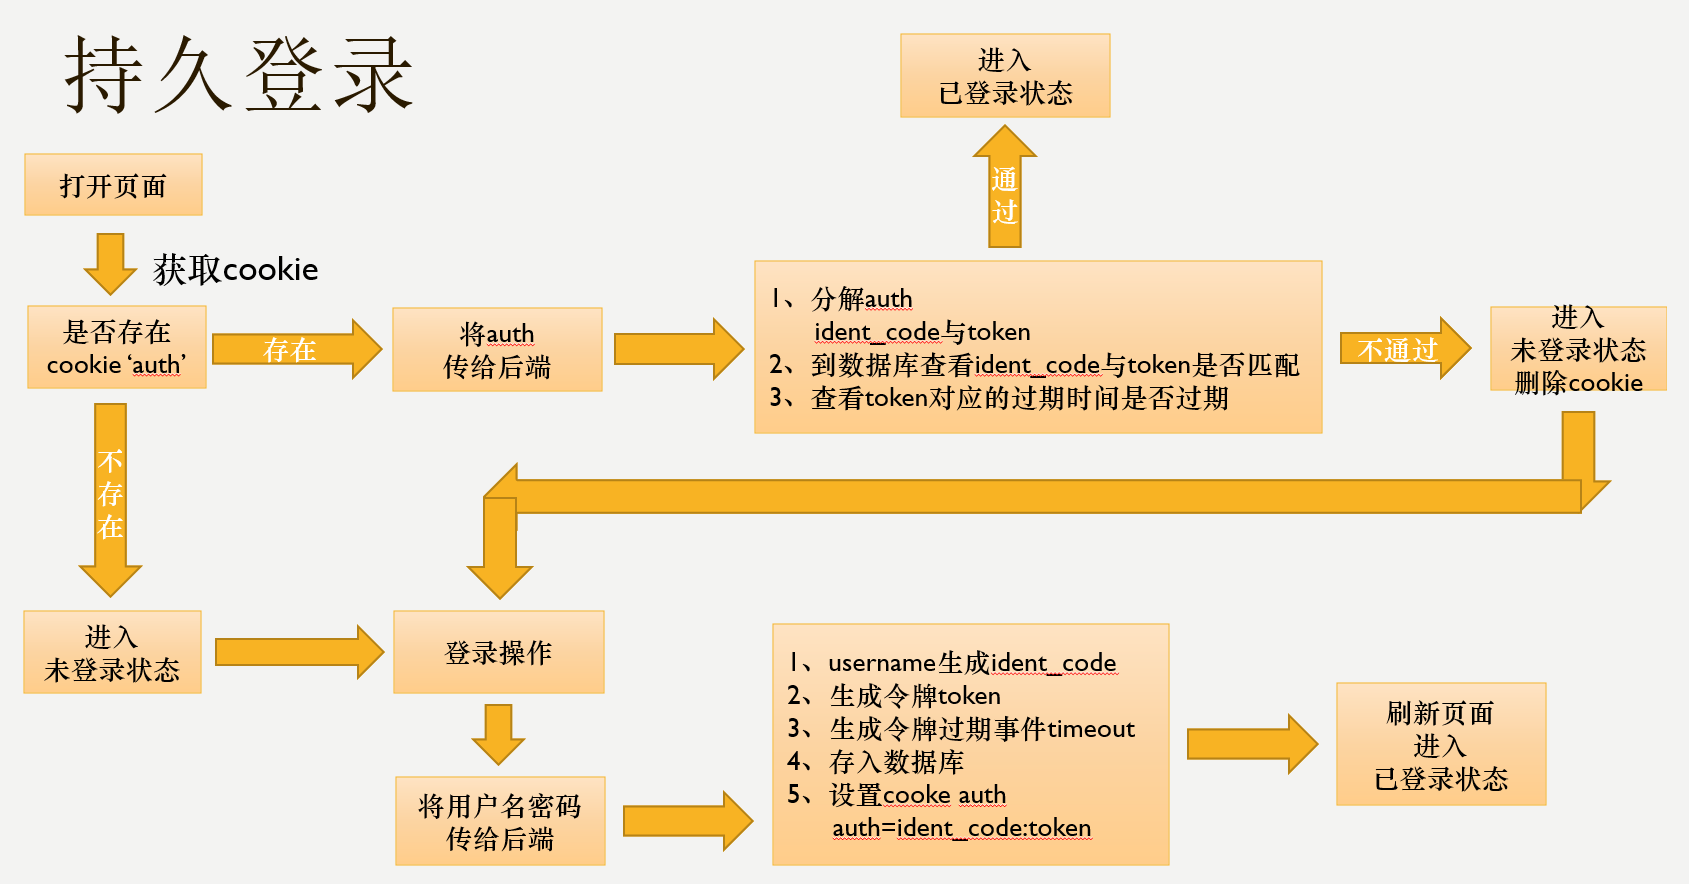 持久登录
打开页面
获取cookie
是否存在
cookie ‘auth’
存在
将auth
传给后端
1、分解auth
ident_code与token
2、到数据库查看ident_code与token是否匹配
3、查看token对应的过期时间是否过期
通
过
进入
已登录状态
不通过
进入
未登录状态
删除cookie
不
存
在
进入
未登录状态
登录操作
将用户名密码
传给后端
1、username生成ident_code
2、生成令牌token
3、生成令牌过期事件timeout
4、存入数据库
5、设置cooke auth
auth=ident_code:token
刷新页面
进入
已登录状态